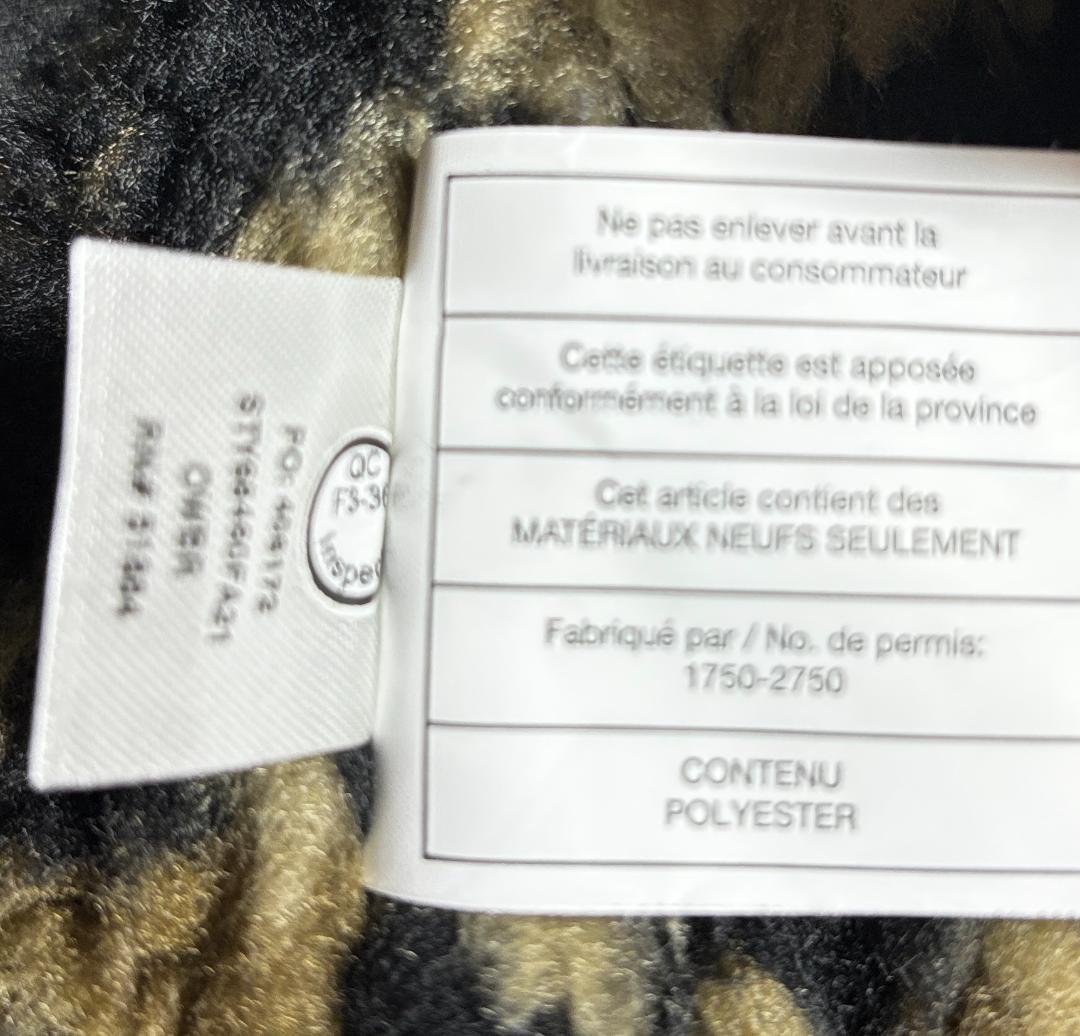 Ne pas enlever avant la
livraison au consommateur
Cette étiquette est apposée
conformément à la loi de la province
Cet article contient des
MATÉRIAUX NEUFS SEULEMENT
Fabriqué par / No. de permis:
1750-2750
CONTENU
POLYESTER
QC
Inspec